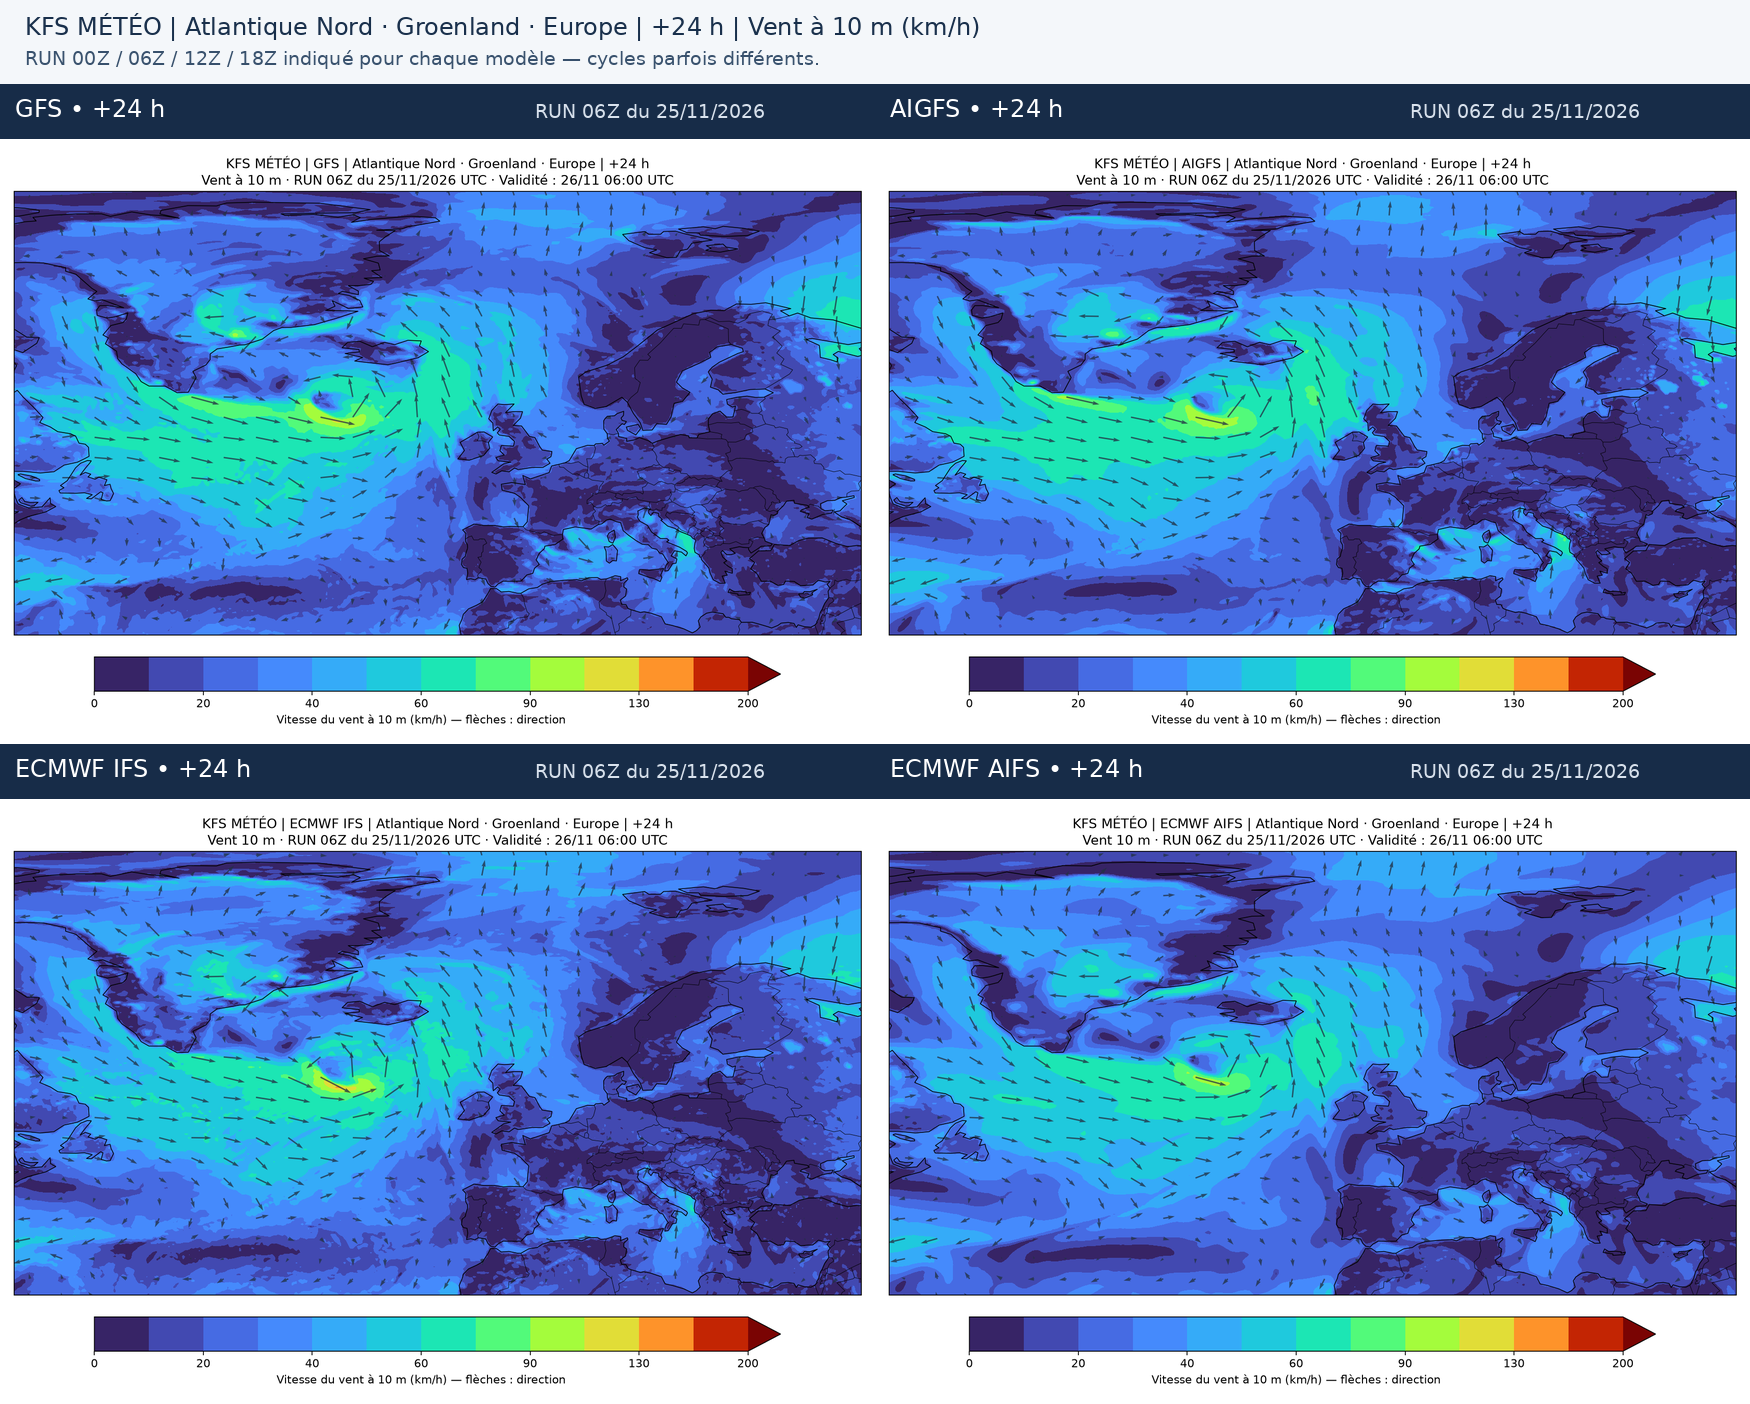 KFS MÉTÉO | Atlantique Nord · Groenland · Europe | +24 h | Vent à 10 m (km/h)
RUN 00Z / 06Z / 12Z / 18Z indiqué pour chaque modèle — cycles parfois différents.
GFS • +24 h
RUN 06Z du 25/11/2026
KFS MÉTÉO | GFS | Atlantique Nord · Groenland · Europe | +24 h
Vent à 10 m · RUN 06Z du 25/11/2026 UTC · Validité : 26/11 06:00 UTC
0 20 40 60 90 130 200
Vitesse du vent à 10 m (km/h) — flèches : direction
AIGFS • +24 h
RUN 06Z du 25/11/2026
KFS MÉTÉO | AIGFS | Atlantique Nord · Groenland · Europe | +24 h
Vent à 10 m · RUN 06Z du 25/11/2026 UTC · Validité : 26/11 06:00 UTC
0 20 40 60 90 130 200
Vitesse du vent à 10 m (km/h) — flèches : direction
ECMWF IFS • +24 h
RUN 06Z du 25/11/2026
KFS MÉTÉO | ECMWF IFS | Atlantique Nord · Groenland · Europe | +24 h
Vent 10 m · RUN 06Z du 25/11/2026 UTC · Validité : 26/11 06:00 UTC
0 20 40 60 90 130 200
Vitesse du vent à 10 m (km/h) — flèches : direction
ECMWF AIFS • +24 h
RUN 06Z du 25/11/2026
KFS MÉTÉO | ECMWF AIFS | Atlantique Nord · Groenland · Europe | +24 h
Vent 10 m · RUN 06Z du 25/11/2026 UTC · Validité : 26/11 06:00 UTC
0 20 40 60 90 130 200
Vitesse du vent à 10 m (km/h) — flèches : direction